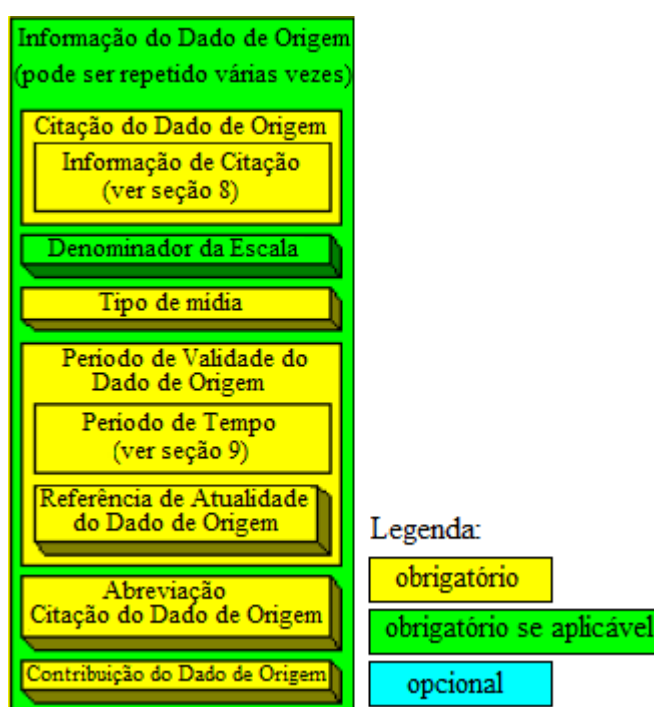 Informação do Dado de Origem
(pode ser repetido várias vezes)
Citação do Dado de Origem
Informação de Citação
(ver seção 8)
Denominador da Escala
Tipo de mídia
Período de Validade do
Dado de Origem
Período de Tempo
(ver seção 9)
Referência de Atualidade
do Dado de Origem
Abreviação
Citação do Dado de Origem
Contribuição do Dado de Origem
Legenda:
obrigatório
obrigatório se aplicável
opcional